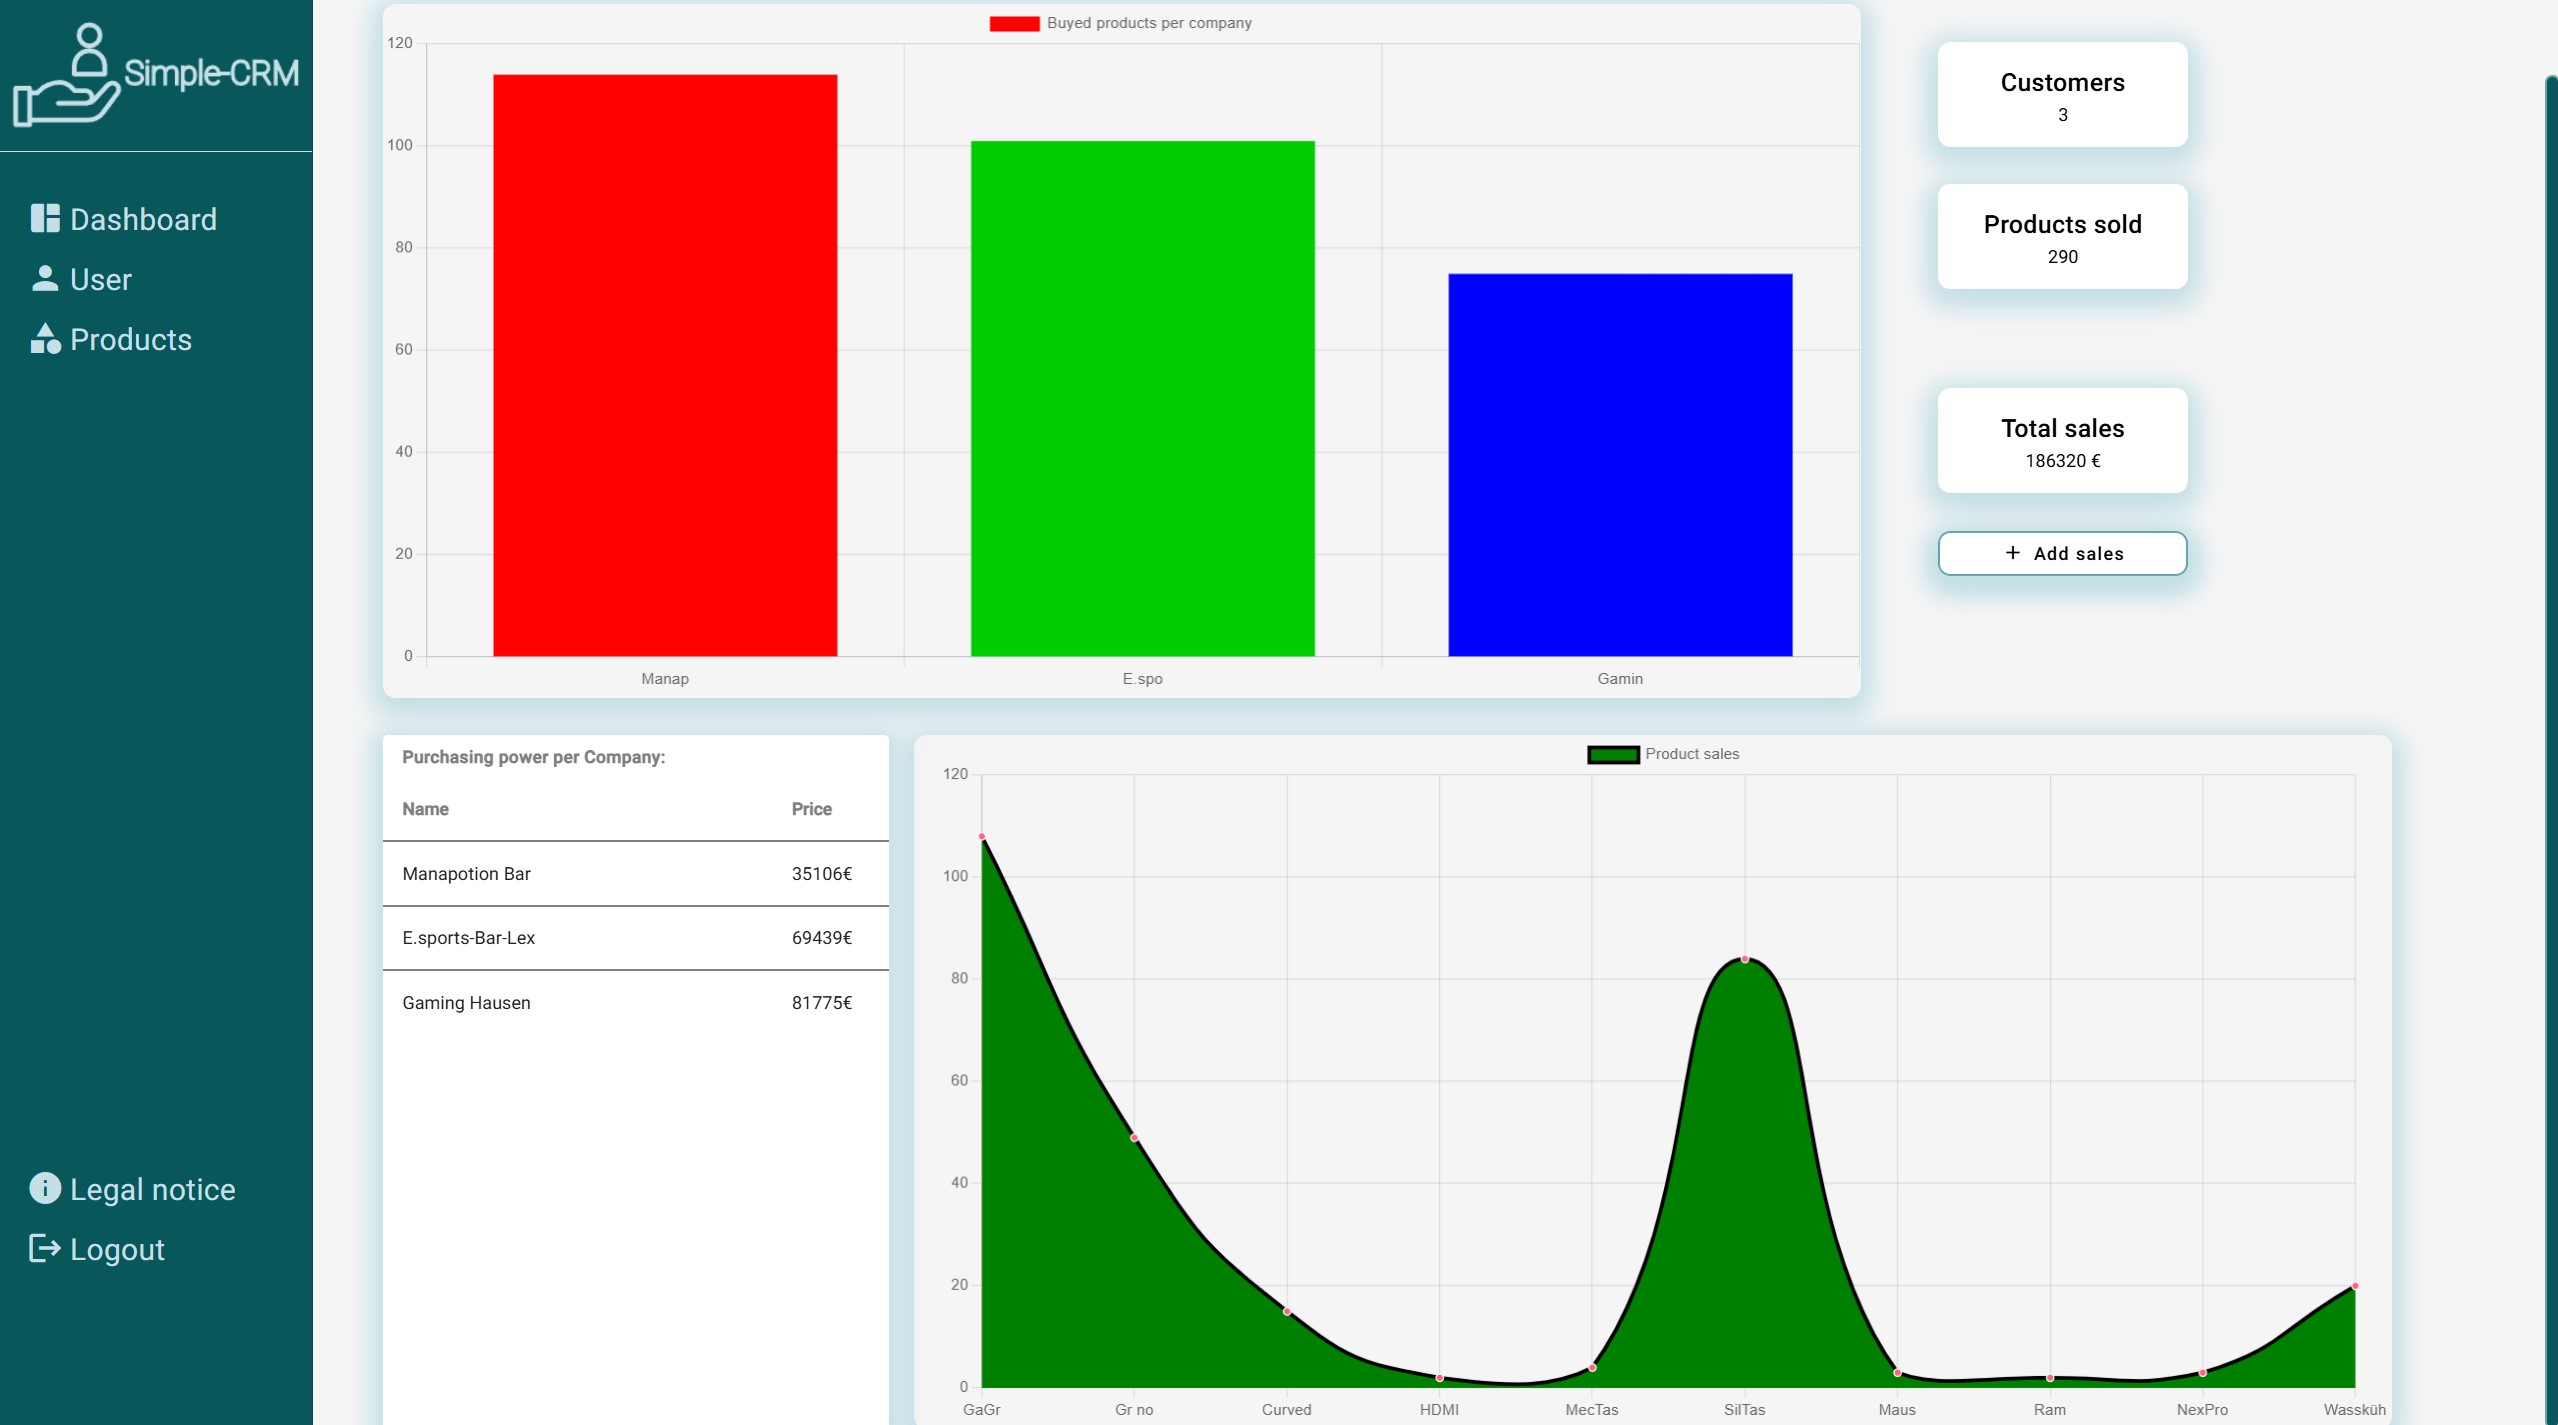 Simple-CRM
Dashboard
User
Products
Legal notice
Logout
Buyed products per company
120
100
80
60
40
20
0
Manap E.spo Gamin
Customers
3
Products sold
290
Total sales
186320 €
+ Add sales
Purchasing power per Company:
Name Price
Manapotion Bar 35106€
E.sports-Bar-Lex 69439€
Gaming Hausen 81775€
Product sales
120
100
80
60
40
20
0
GaGr Gr no Curved HDMI MecTas SilTas Maus Ram NexPro Wassküh